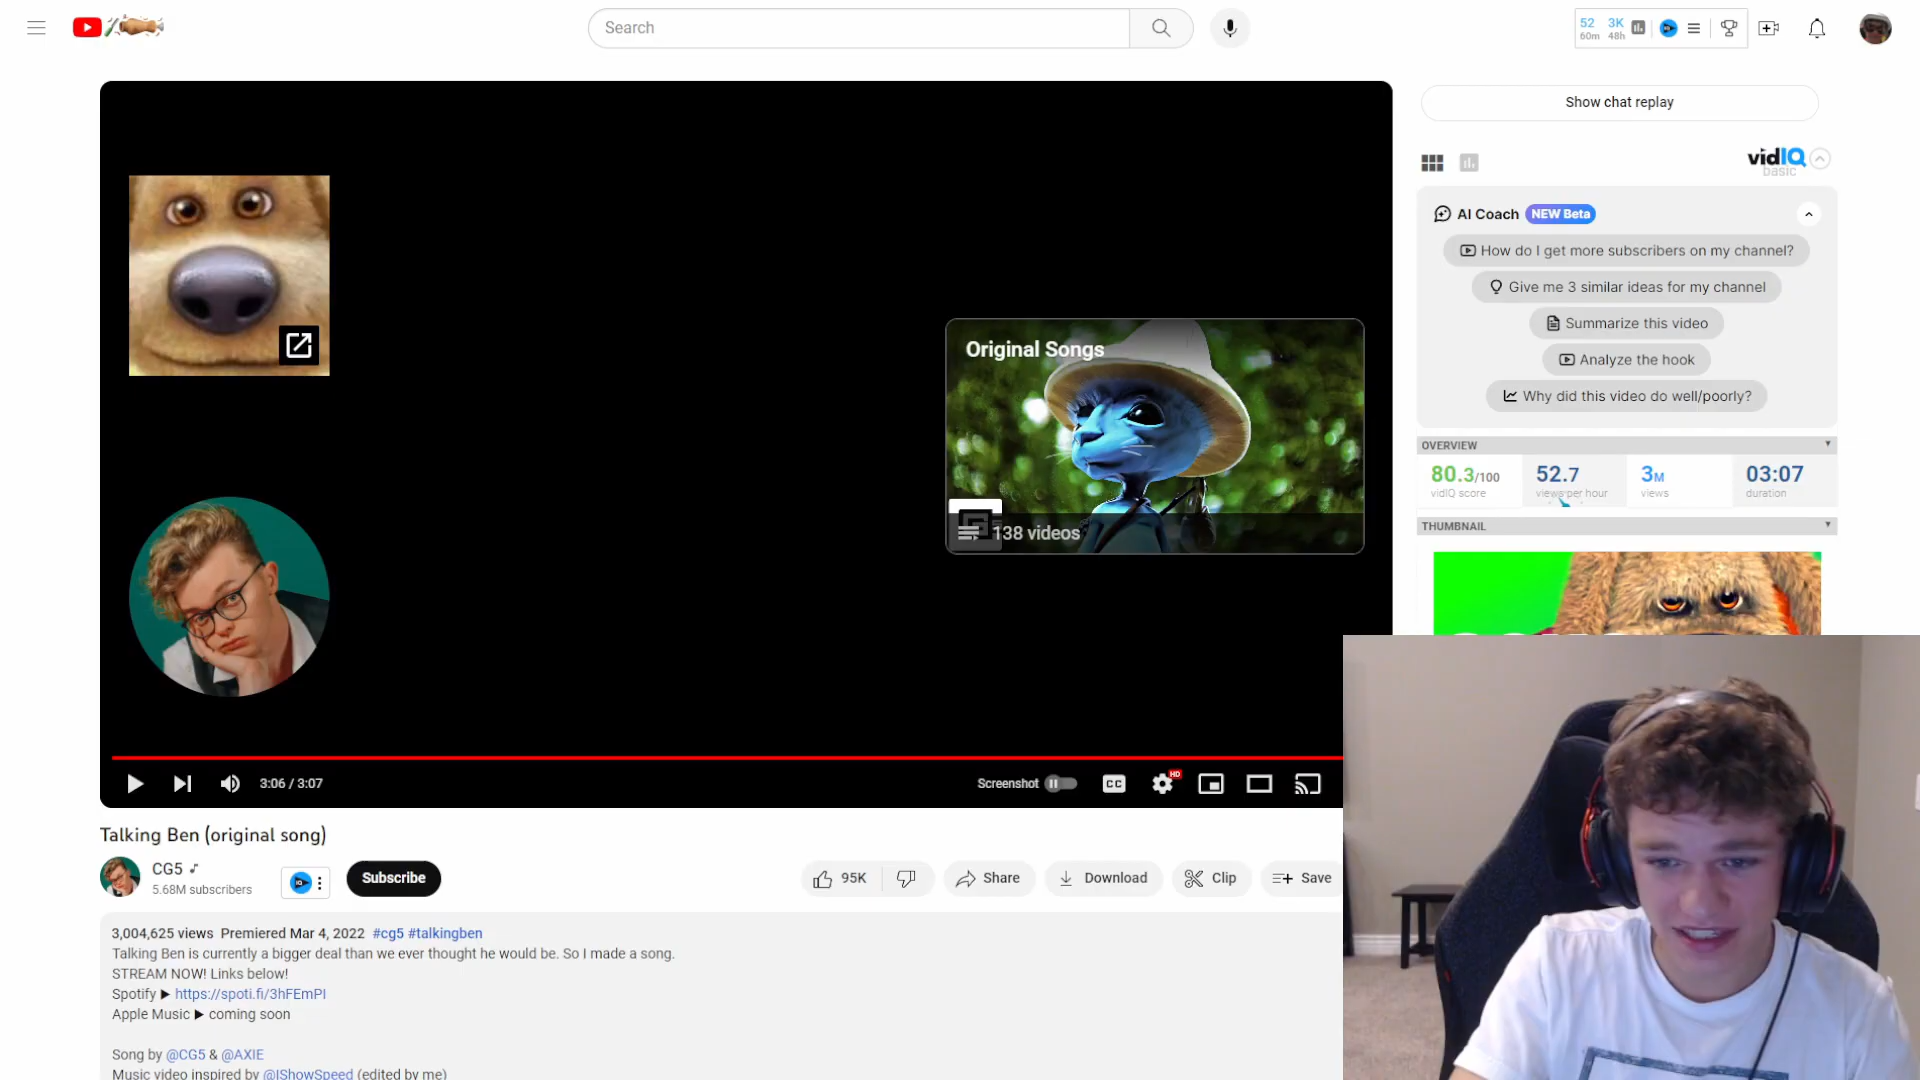 Search
52
60m
3K
48h
Show chat replay
vidIQ
basic
AI Coach NEW Beta
How do I get more subscribers on my channel?
Give me 3 similar ideas for my channel
Summarize this video
Analyze the hook
Why did this video do well/poorly?
OVERVIEW
80.3/100
vidIQ score
52.7
views per hour
3M
views
03:07
duration
THUMBNAIL
Original Songs
138 videos
3:06 / 3:07
Screenshot
CC
HD
Talking Ben (original song)
CG5
5.68M subscribers
IQ
Subscribe
95K
Share
Download
Clip
Save
3,004,625 views Premiered Mar 4, 2022 #cg5 #talkingben
Talking Ben is currently a bigger deal than we ever thought he would be. So I made a song.
STREAM NOW! Links below!
Spotify ▶ https://spoti.fi/3hFEmPI
Apple Music ▶ coming soon
Song by @CG5 & @AXIE
Music video inspired by @IShowSpeed (edited by me)